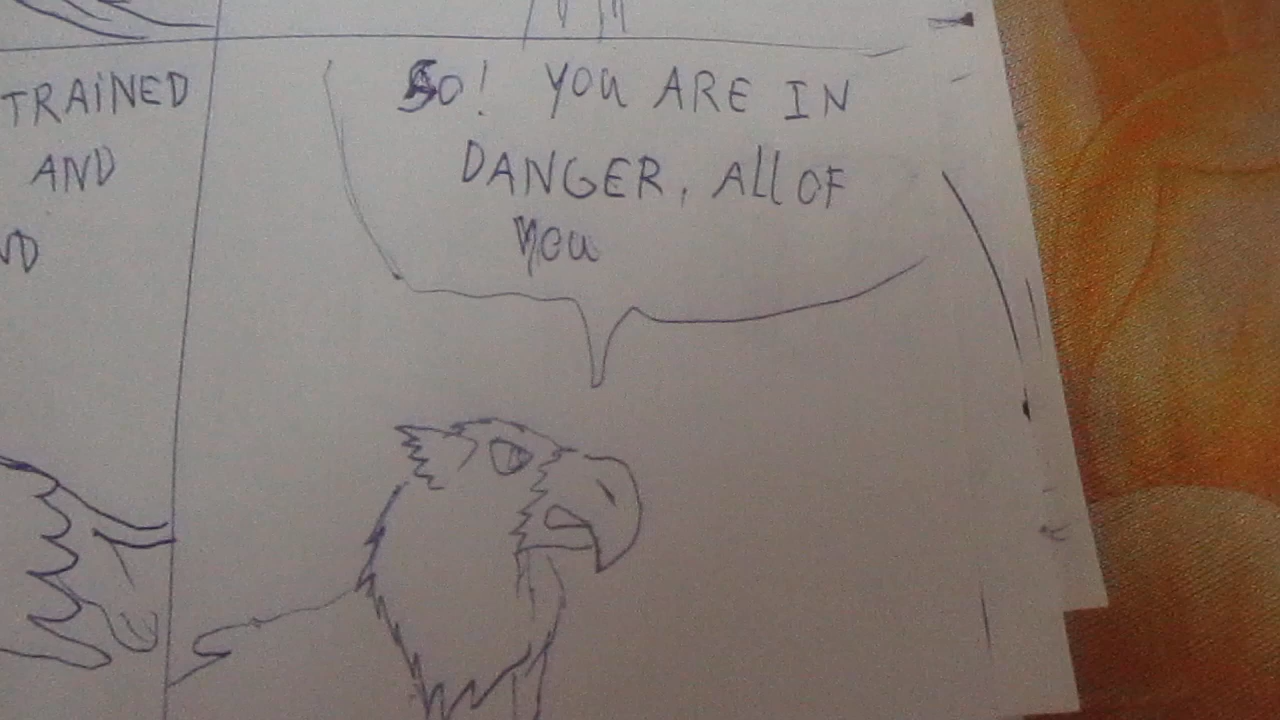 TRAINED
AND
SO! YOU ARE IN
DANGER, All OF
YOU